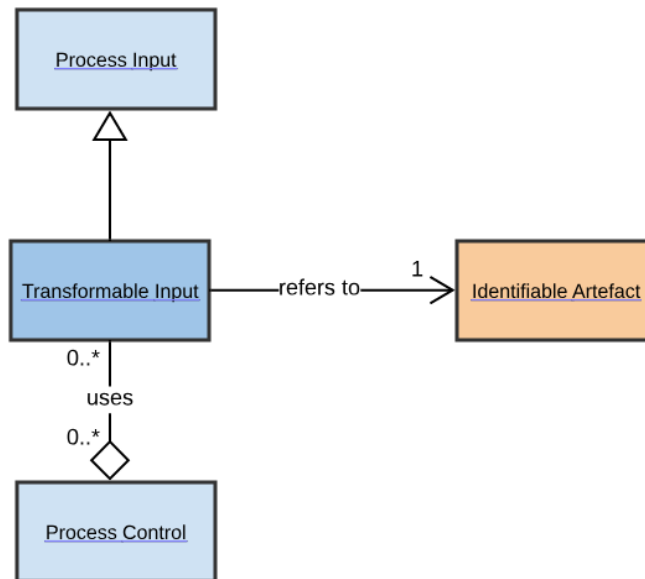 Process Input
Transformable Input
refers to
1
Identifiable Artefact
0..*
uses
0..*
Process Control